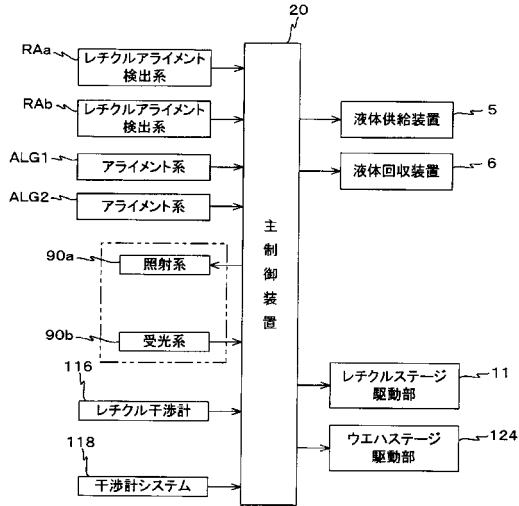 20
RAa
レチクルアライメント
検出系
RAb
レチクルアライメント
検出系
ALG1
アライメント系
ALG2
アライメント系
90a
照射系
90b
受光系
116
レチクル干渉計
118
干渉計システム
主制御装置
液体供給装置
5
液体回収装置
6
レチクルステージ
駆動部
11
ウエハステージ
駆動部
124